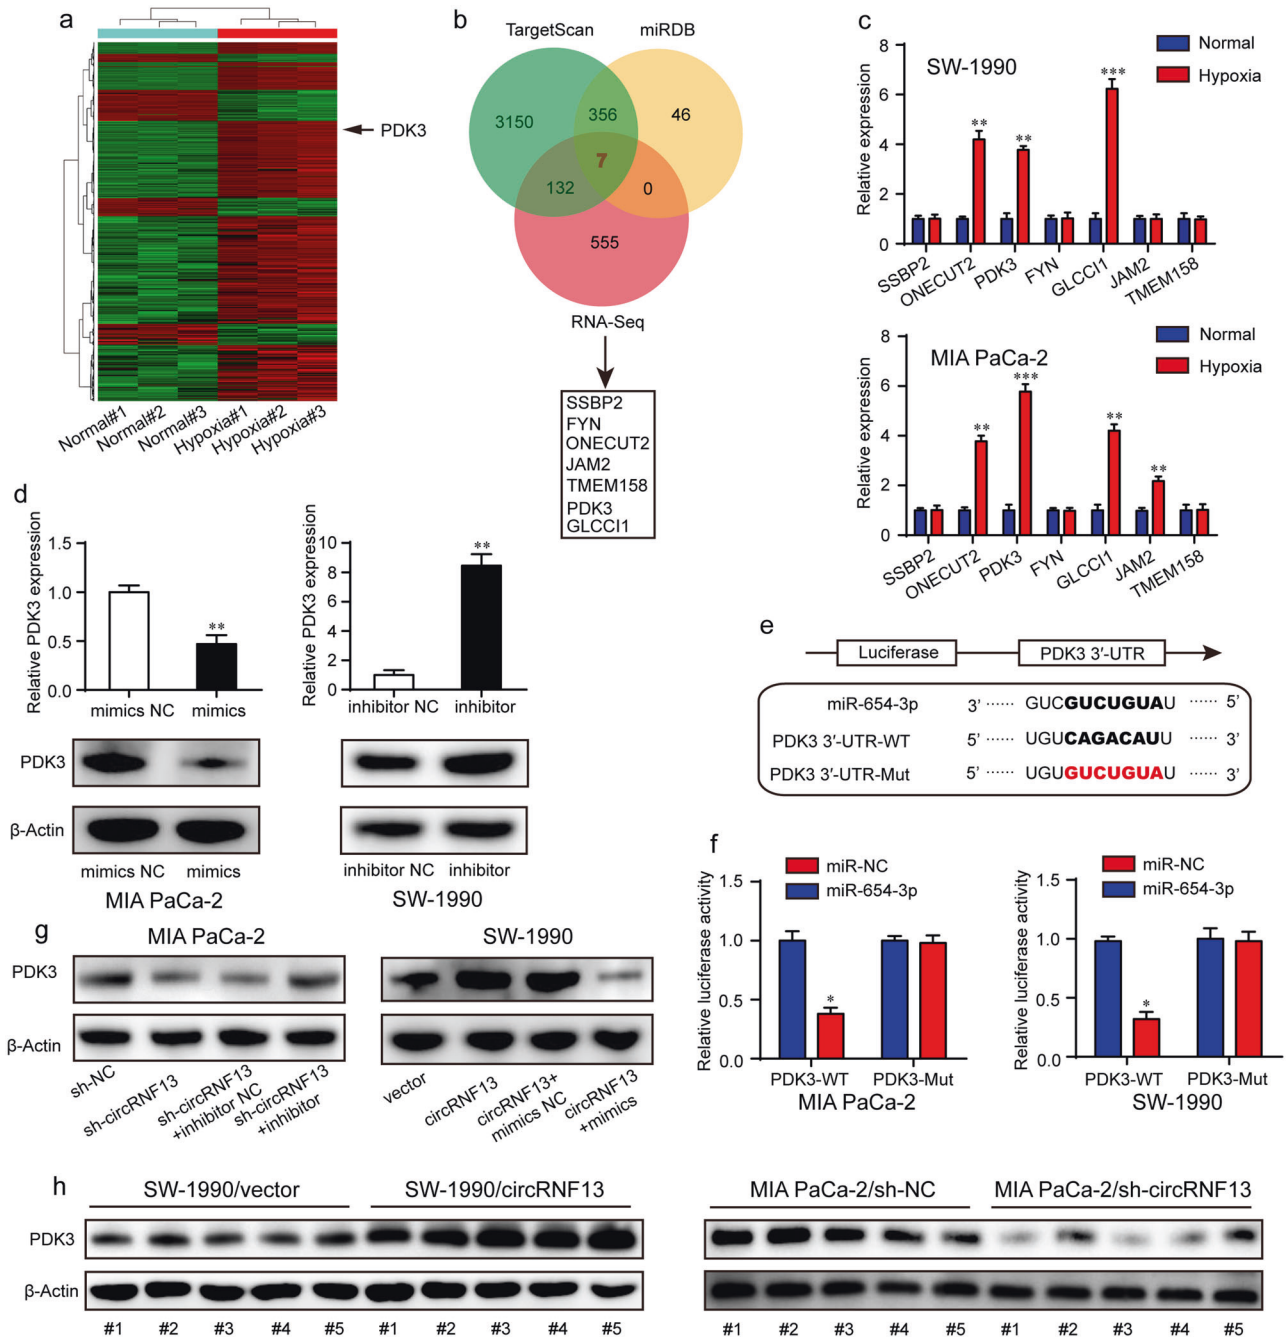 a
PDK3
Normal#1
Normal#2
Normal#3
Hypoxia#1
Hypoxia#2
Hypoxia#3
b
TargetScan
miRDB
3150
356
46
7
132
0
555
RNA-Seq
SSBP2
FYN
ONECUT2
JAM2
TMEM158
PDK3
GLCCI1
c
SW-1990
Normal
Hypoxia
Relative expression
8
6
4
2
0
** ** ***
SSBP2
ONECUT2
PDK3
FYN
GLCCI1
JAM2
TMEM158
MIA PaCa-2
Normal
Hypoxia
Relative expression
8
6
4
2
0
** *** ** **
SSBP2
ONECUT2
PDK3
FYN
GLCCI1
JAM2
TMEM158
d
Relative PDK3 expression
1.5
1.0
0.5
0.0
**
mimics NC mimics
Relative PDK3 expression
10
8
6
4
2
0
**
inhibitor NC inhibitor
PDK3
β-Actin
mimics NC mimics
MIA PaCa-2
inhibitor NC inhibitor
SW-1990
e
Luciferase
PDK3 3′-UTR
miR-654-3p 3′ ······ GUCGUCUGUAU ······ 5′
PDK3 3′-UTR-WT 5′ ······ UGUCAGACAUU ······ 3′
PDK3 3′-UTR-Mut 5′ ······ UGUGUCUGUAU ······ 3′
f
miR-NC
miR-654-3p
Relative luciferase activity
1.5
1.0
0.5
0.0
*
PDK3-WT PDK3-Mut
MIA PaCa-2
miR-NC
miR-654-3p
Relative luciferase activity
1.5
1.0
0.5
0.0
*
PDK3-WT PDK3-Mut
SW-1990
g
MIA PaCa-2
PDK3
β-Actin
sh-NC
sh-circRNF13
sh-circRNF13
+inhibitor NC
sh-circRNF13
+inhibitor
SW-1990
vector
circRNF13
circRNF13+
mimics NC
circRNF13
+mimics
h
SW-1990/vector SW-1990/circRNF13
PDK3
β-Actin
#1 #2 #3 #4 #5 #1 #2 #3 #4 #5
MIA PaCa-2/sh-NC MIA PaCa-2/sh-circRNF13
#1 #2 #3 #4 #5 #1 #2 #3 #4 #5